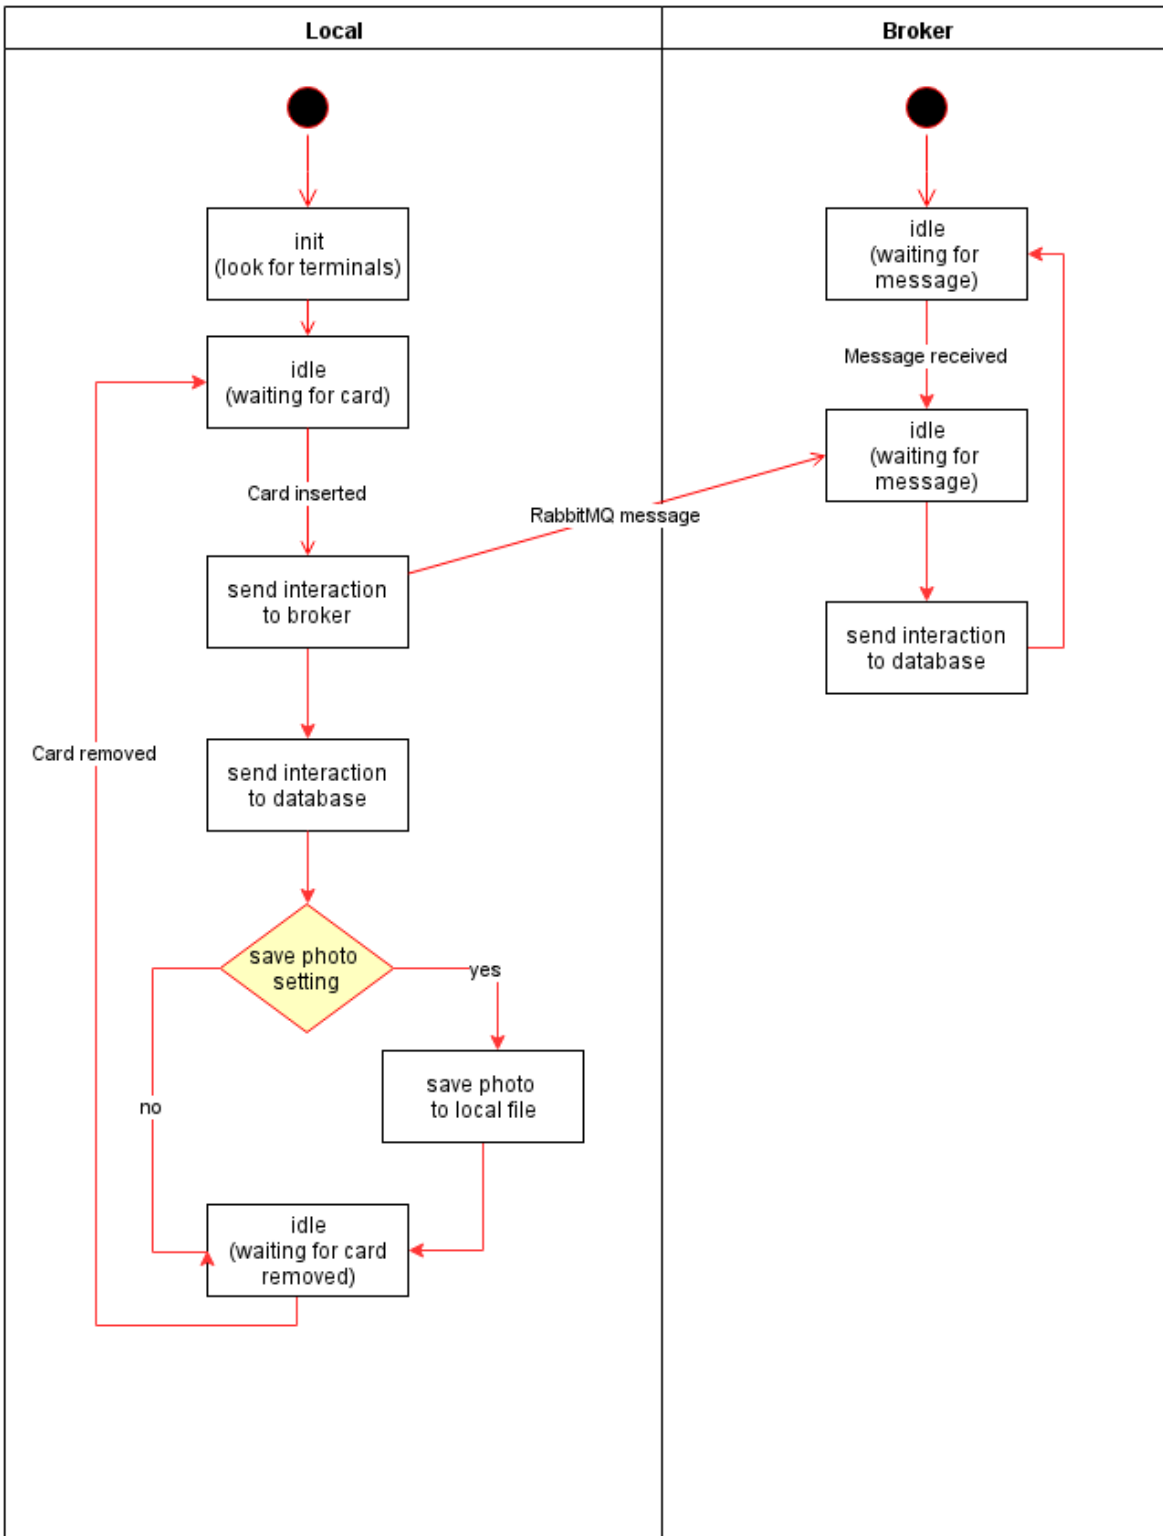 Local
Broker
init
(look for terminals)
idle
(waiting for card)
Card inserted
send interaction
to broker
RabbitMQ message
send interaction
to database
Card removed
save photo
setting
yes
no
save photo
to local file
idle
(waiting for card
removed)
idle
(waiting for
message)
Message received
idle
(waiting for
message)
send interaction
to database